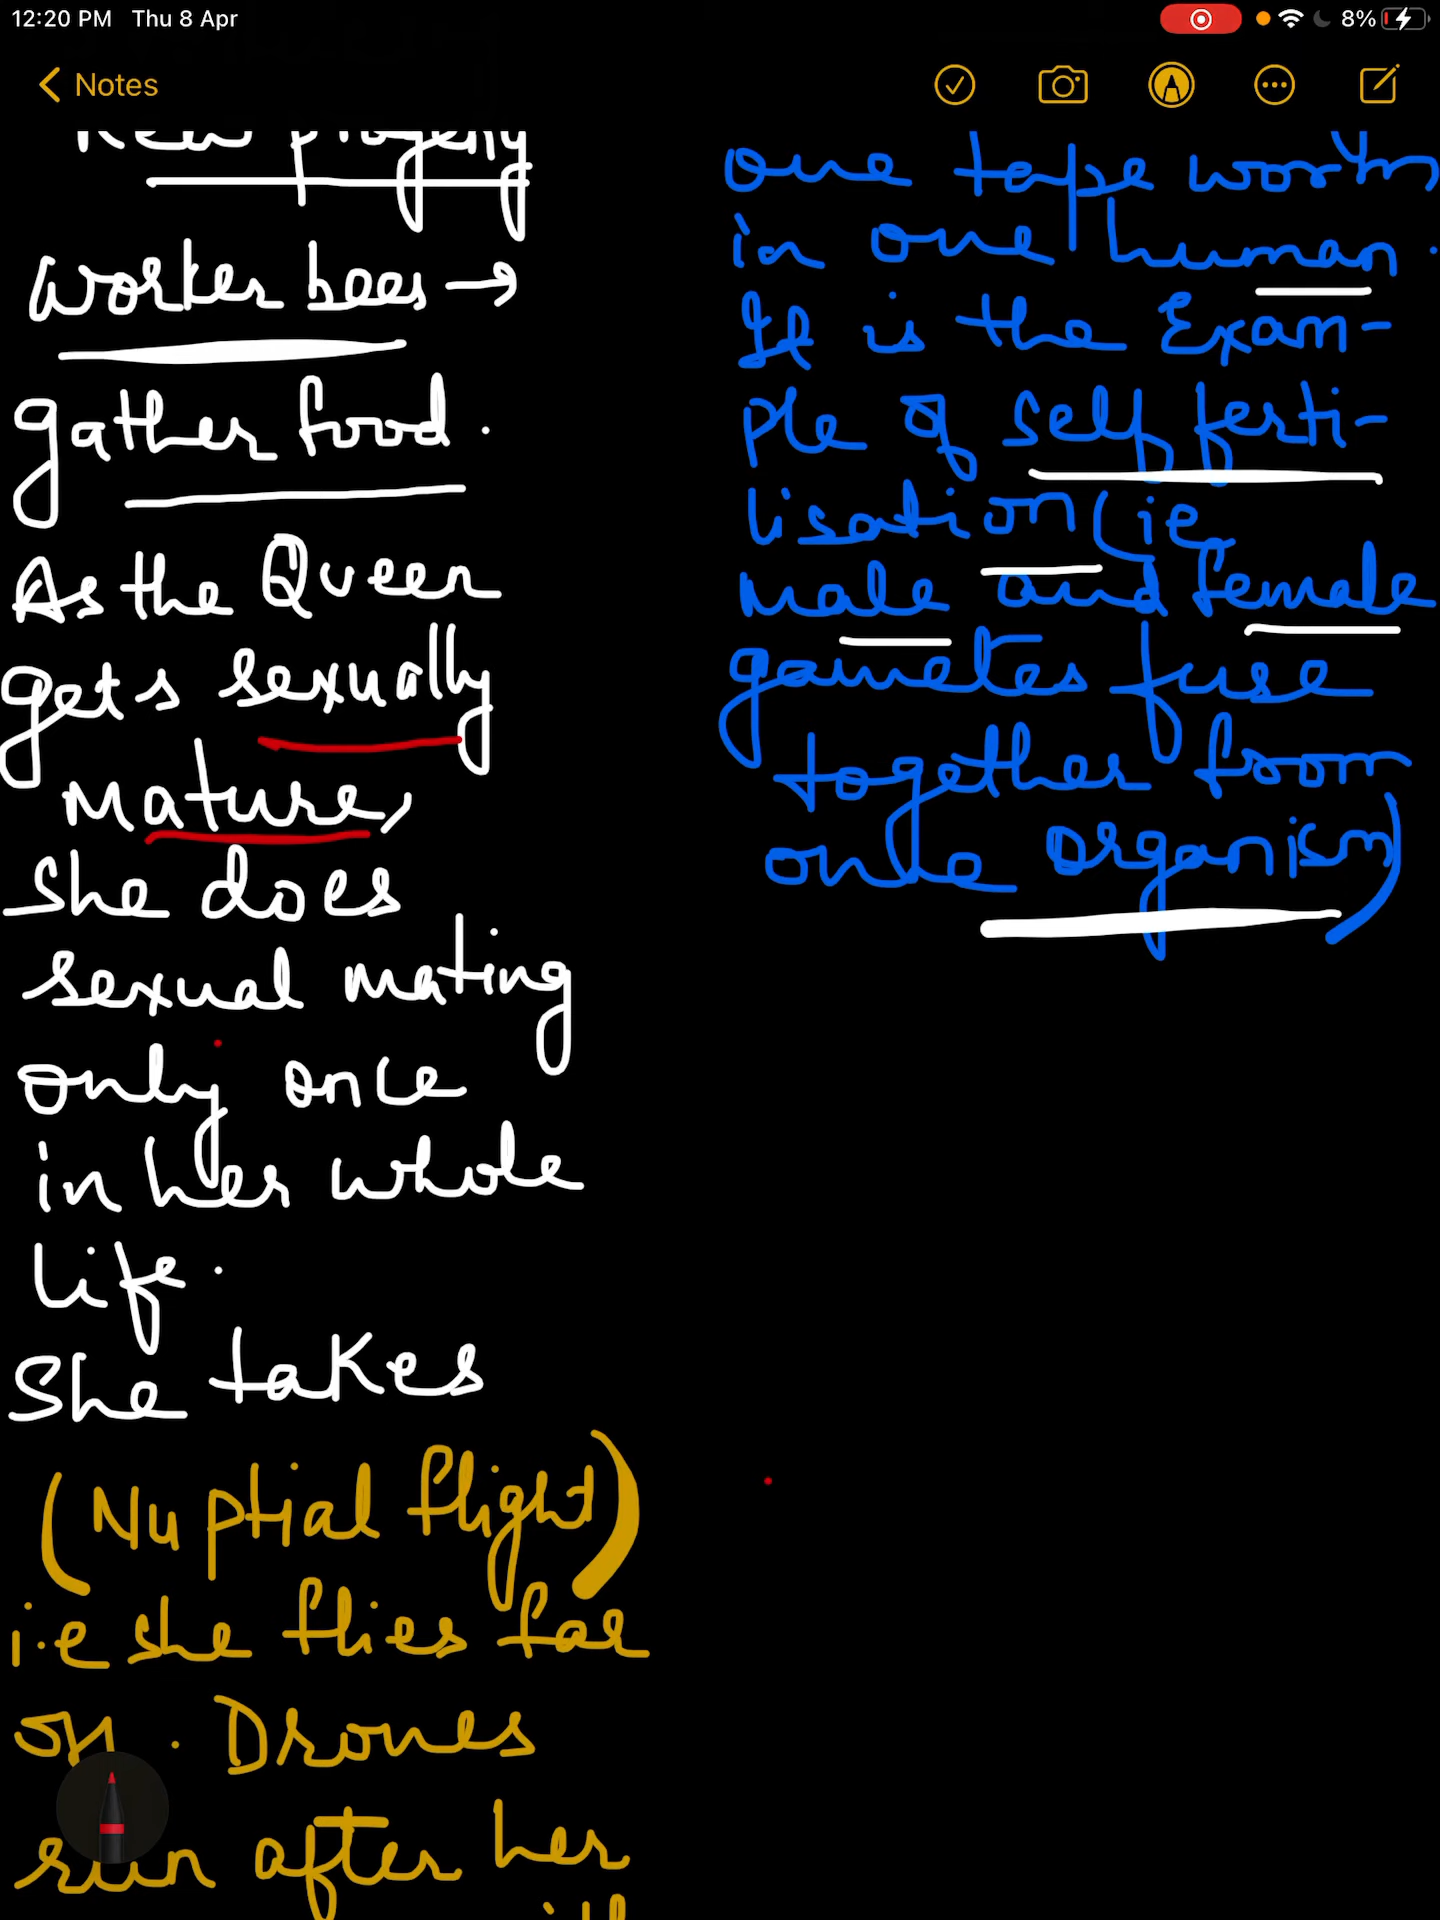 12:20 PM Thu 8 Apr
8%
Notes
new progeny
worker bees →
gather food.
As the Queen
gets sexually
Mature,
She does
sexual mating
only once
in her whole
life.
She takes
(Nuptial flight)
i.e she flies far
off. Drones
run after her
one tape worm
in one human.
It is the Exam-
ple of self ferti-
lisation (ie
male and female
gametes fuse
together from
one organism)